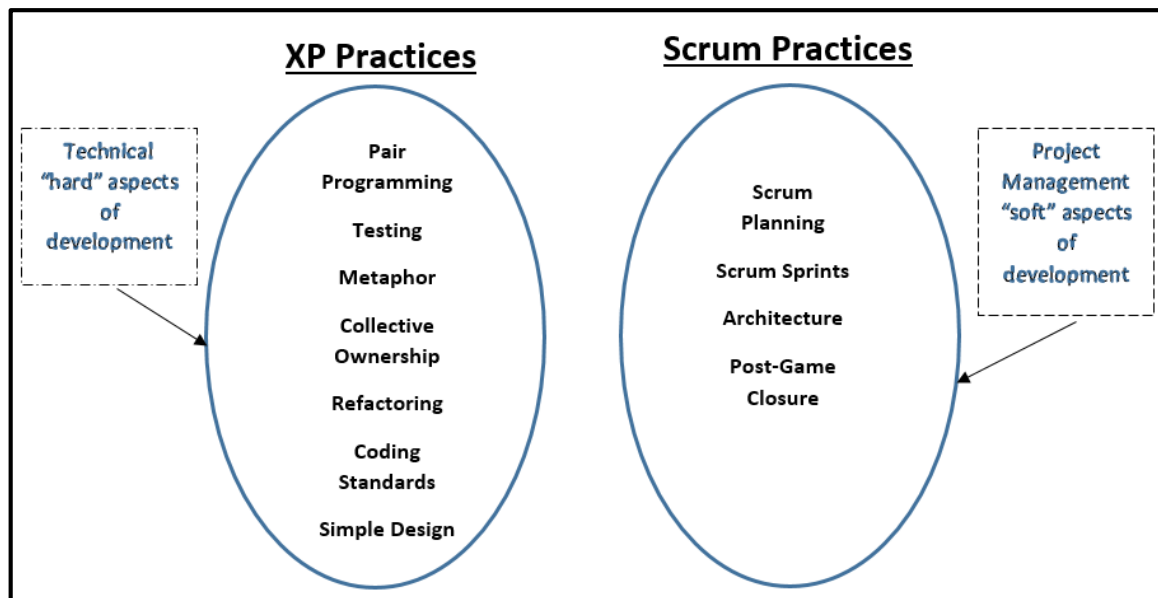 XP Practices
Scrum Practices
Technical
“hard” aspects
of
development
Pair
Programming
Testing
Metaphor
Collective
Ownership
Refactoring
Coding
Standards
Simple Design
Scrum
Planning
Scrum Sprints
Architecture
Post-Game
Closure
Project
Management
“soft” aspects
of
development